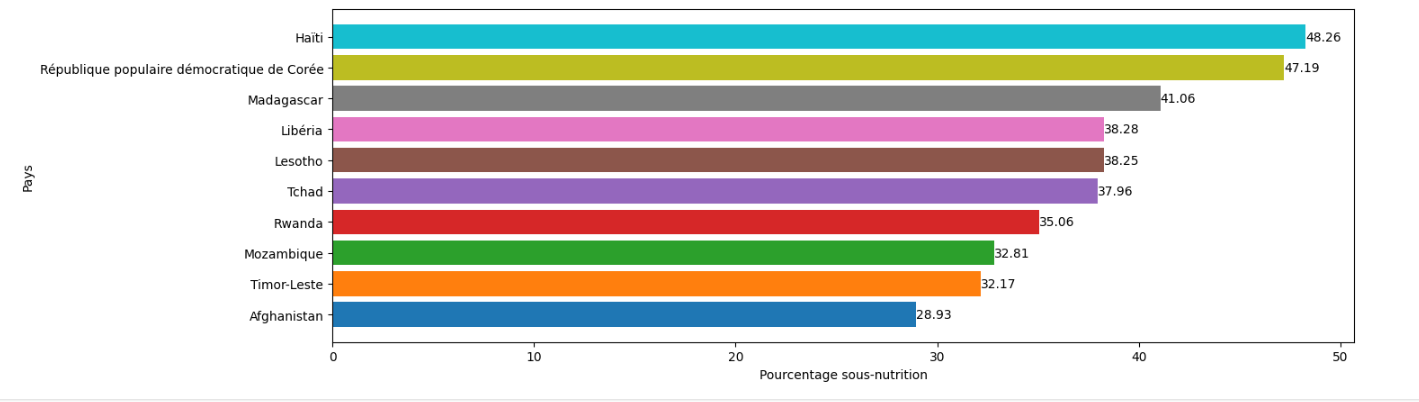 Haïti
48.26
République populaire démocratique de Corée
47.19
Madagascar
41.06
Libéria
38.28
Lesotho
38.25
Tchad
37.96
Rwanda
35.06
Mozambique
32.81
Timor-Leste
32.17
Afghanistan
28.93
Pays
0 10 20 30 40 50
Pourcentage sous-nutrition